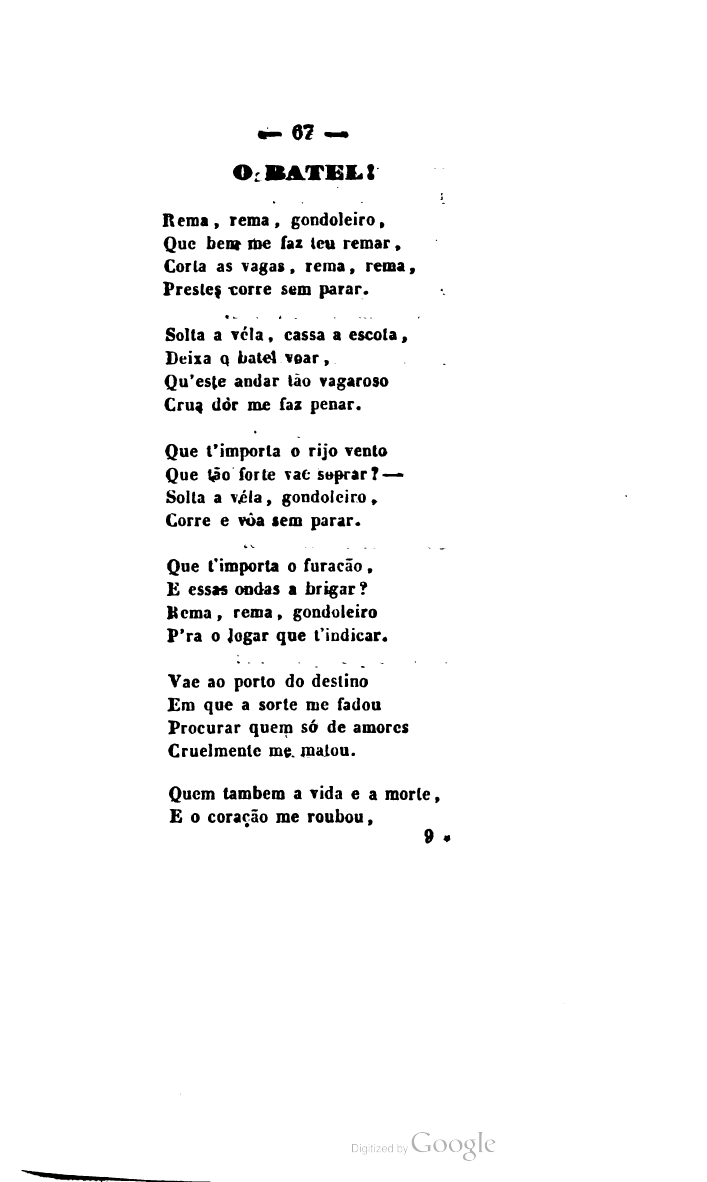 — 67 —
O BATEL!
Rema, rema, gondoleiro,
Que bem me faz teu remar,
Corta as vagas, rema, rema,
Prestes corre sem parar.
Solta a véla, cassa a escota,
Deixa o batel voar,
Qu'este andar tão vagaroso
Crua dôr me faz penar.
Que t'importa o rijo vento
Que tão forte vae soprar?—
Solta a véla, gondoleiro,
Corre e vôa sem parar.
Que t'importa o furacão,
E essas ondas a brigar?
Rema, rema, gondoleiro
P'ra o logar que t'indicar.
Vae ao porto do destino
Em que a sorte me fadou
Procurar quem só de amores
Cruelmente me matou.
Quem tambem a vida e a morte,
E o coração me roubou,
9 *
Digitized by Google